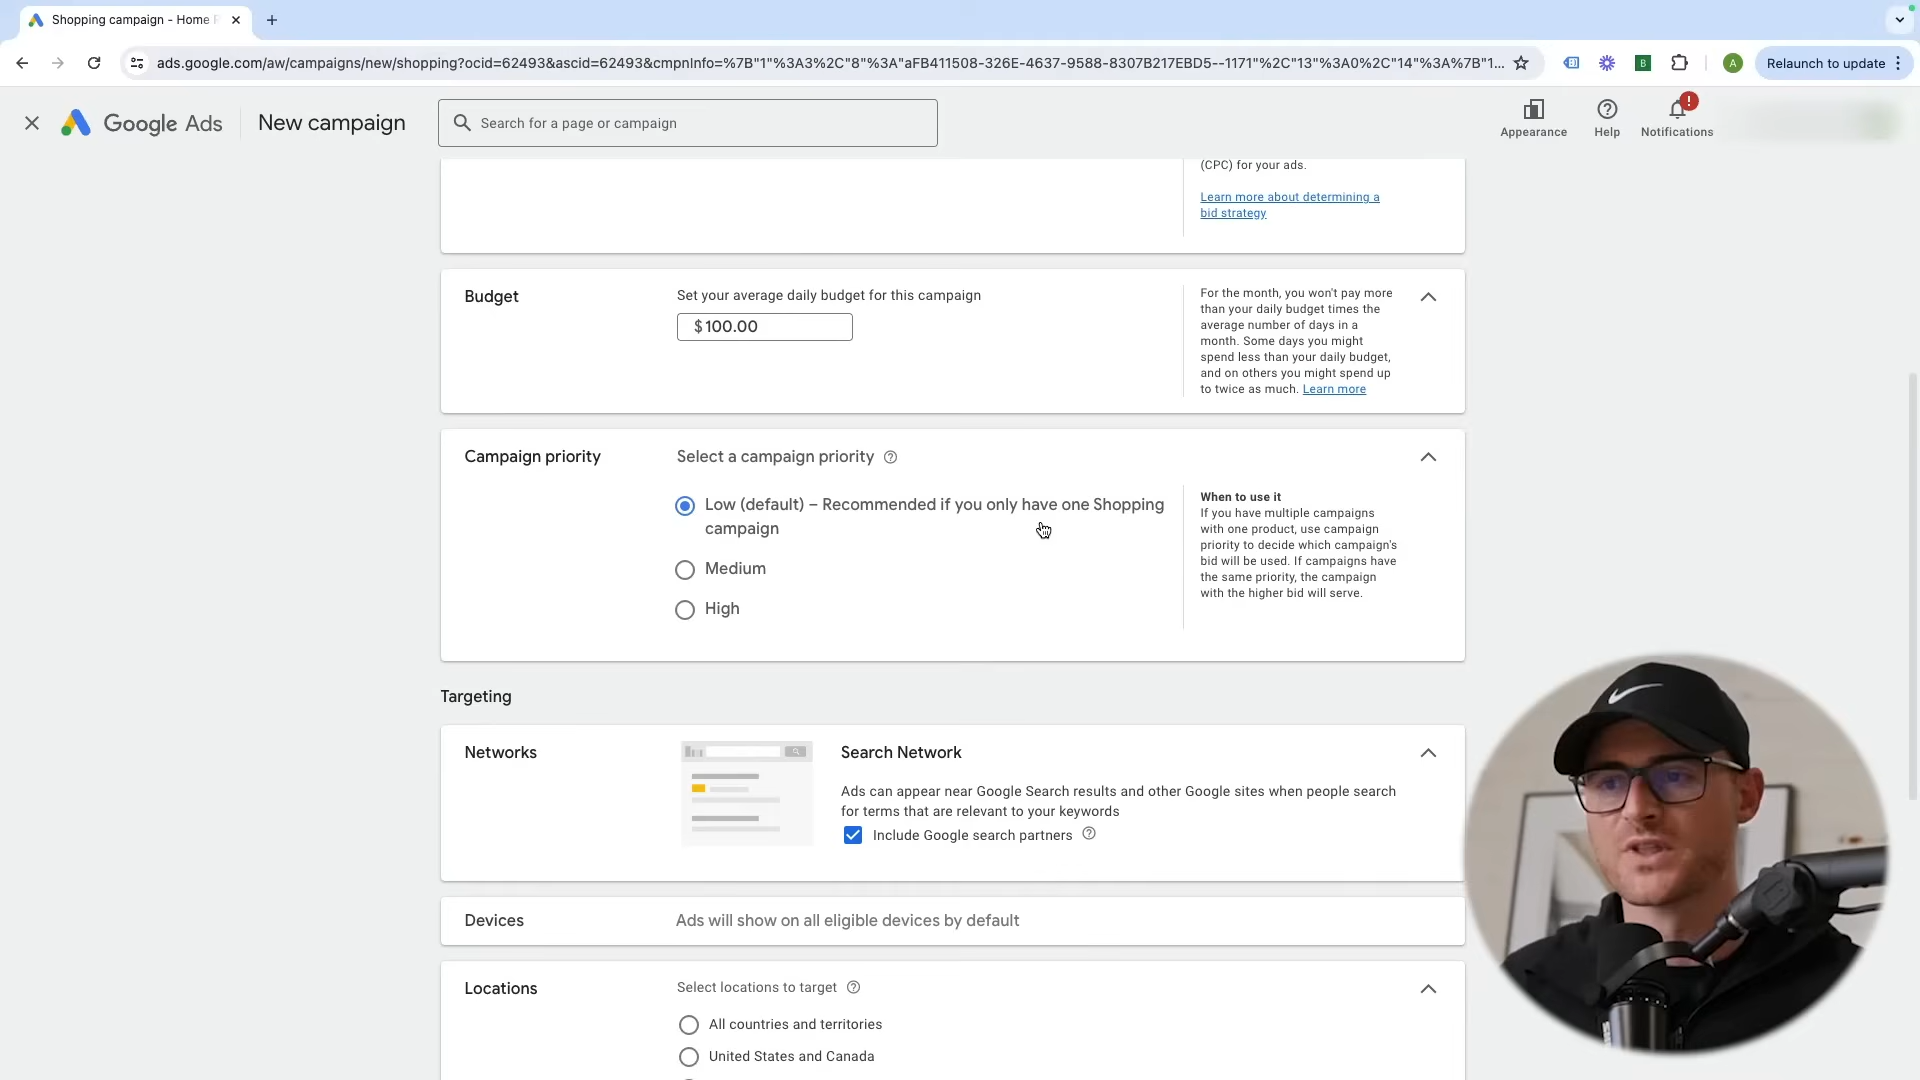 Shopping campaign - Home P
ads.google.com/aw/campaigns/new/shopping?ocid=62493&ascid=62493&cmpnInfo=%7B"1"%3A3%2C"8"%3A"aFB411508-326E-4637-9588-8307B217EBD5--1171"%2C"13"%3A0%2C"14"%3A%7B"1...
B
A
Relaunch to update
Google Ads
New campaign
Search for a page or campaign
Appearance
Help
!
Notifications
(CPC) for your ads.
Learn more about determining a
bid strategy
Budget
Set your average daily budget for this campaign
$ 100.00
For the month, you won't pay more
than your daily budget times the
average number of days in a
month. Some days you might
spend less than your daily budget,
and on others you might spend up
to twice as much. Learn more
Campaign priority
Select a campaign priority
Low (default) – Recommended if you only have one Shopping
campaign
Medium
High
When to use it
If you have multiple campaigns
with one product, use campaign
priority to decide which campaign's
bid will be used. If campaigns have
the same priority, the campaign
with the higher bid will serve.
Targeting
Networks
Search Network
Ads can appear near Google Search results and other Google sites when people search
for terms that are relevant to your keywords
Include Google search partners
Devices
Ads will show on all eligible devices by default
Locations
Select locations to target
All countries and territories
United States and Canada